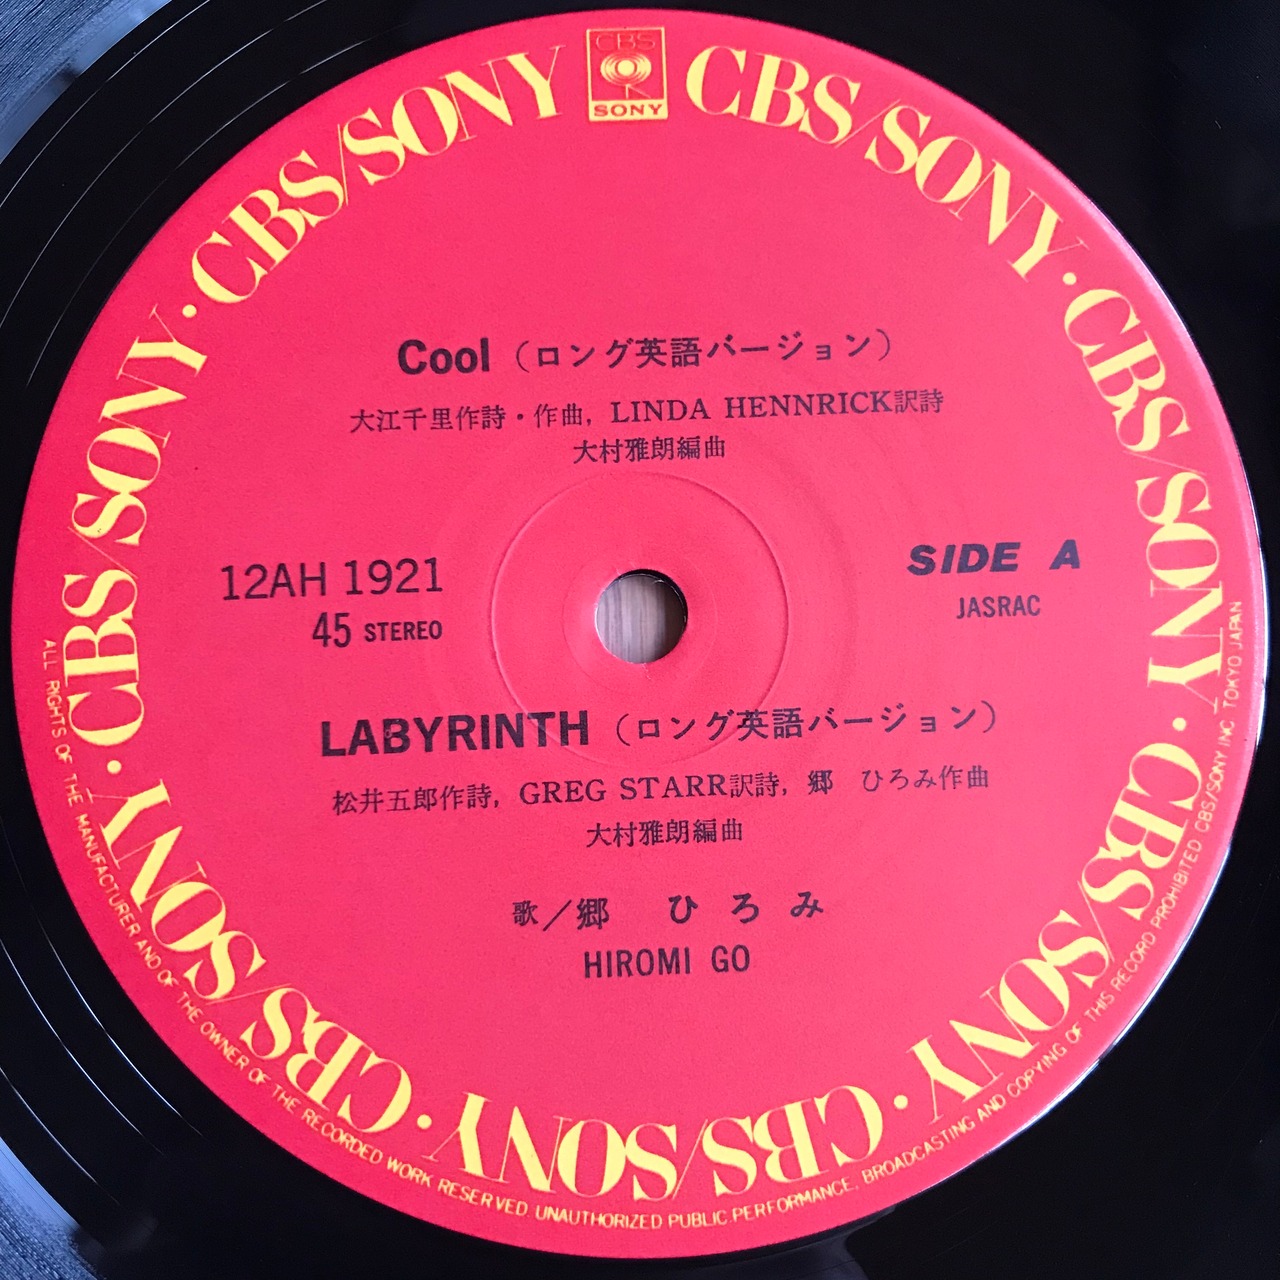 CBS
SONY
CBS/SONY · CBS/SONY · CBS/SONY · CBS/SONY · CBS/SONY · CBS/SONY · CBS/SONY · CBS/SONY
Cool（ロング英語バージョン）
大江千里作詩・作曲, LINDA HENNRICK訳詩
大村雅朗編曲
12AH 1921
45 STEREO
SIDE A
JASRAC
LABYRINTH（ロング英語バージョン）
松井五郎作詩, GREG STARR訳詩, 郷　ひろみ作曲
大村雅朗編曲
歌／郷　ひろみ
HIROMI GO
ALL RIGHTS OF THE MANUFACTURER AND OF THE OWNER OF THE RECORDED WORK RESERVED. UNAUTHORIZED PUBLIC PERFORMANCE, BROADCASTING AND COPYING OF THIS RECORD PROHIBITED CBS/SONY INC. TOKYO JAPAN